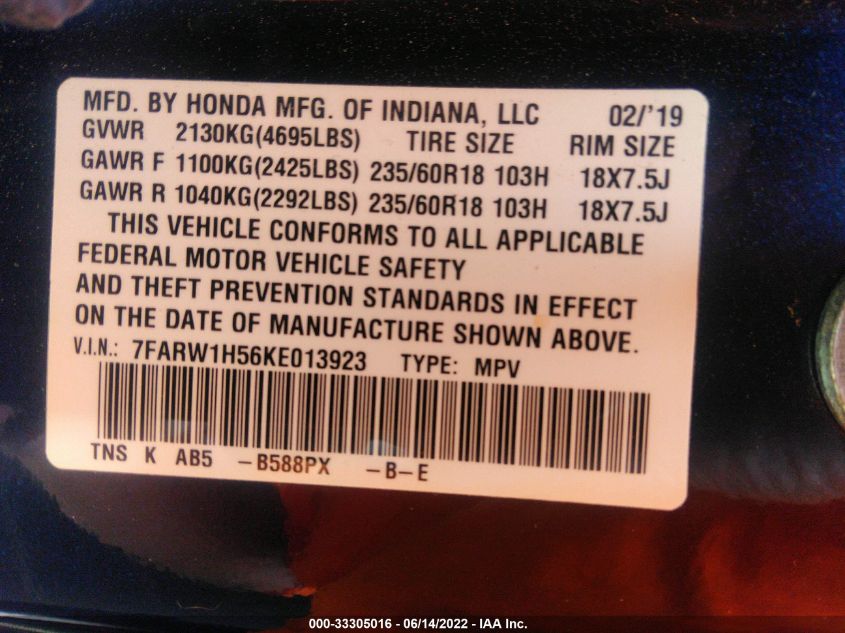 MFD. BY HONDA MFG. OF INDIANA, LLC 02/'19
GVWR 2130KG(4695LBS) TIRE SIZE RIM SIZE
GAWR F 1100KG(2425LBS) 235/60R18 103H 18X7.5J
GAWR R 1040KG(2292LBS) 235/60R18 103H 18X7.5J
THIS VEHICLE CONFORMS TO ALL APPLICABLE
FEDERAL MOTOR VEHICLE SAFETY
AND THEFT PREVENTION STANDARDS IN EFFECT
ON THE DATE OF MANUFACTURE SHOWN ABOVE.
V.I.N.: 7FARW1H56KE013923 TYPE: MPV
TNS K AB5 -B588PX -B-E
000-33305016 - 06/14/2022 - IAA Inc.